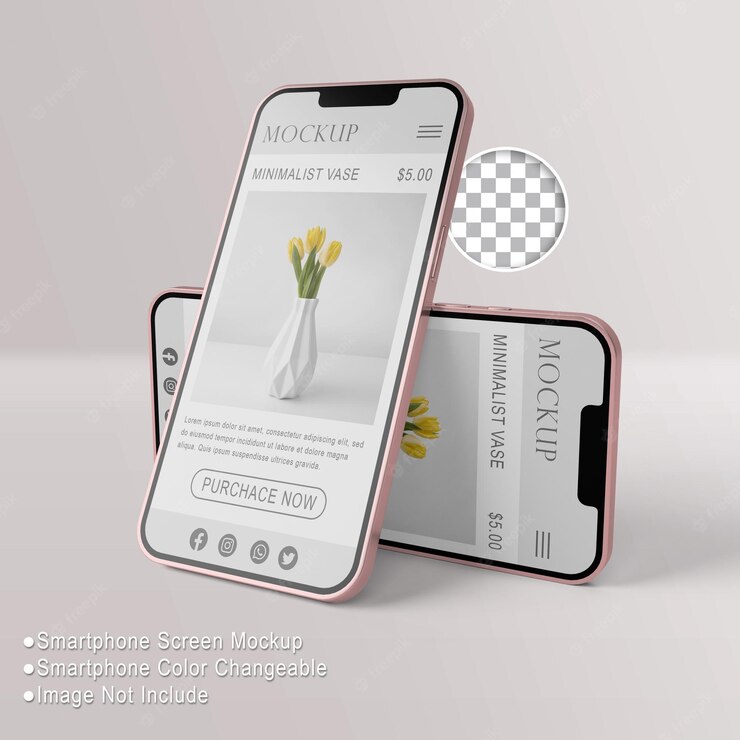 MOCKUP
MINIMALIST VASE $5.00
Lorem ipsum dolor sit amet, consectetur adipiscing elit, sed
do eiusmod tempor incididunt ut labore et dolore magna
aliqua. Quis ipsum suspendisse ultrices gravida.
PURCHACE NOW
MOCKUP
MINIMALIST VASE $5.00
●Smartphone Screen Mockup
●Smartphone Color Changeable
●Image Not Include
freepik